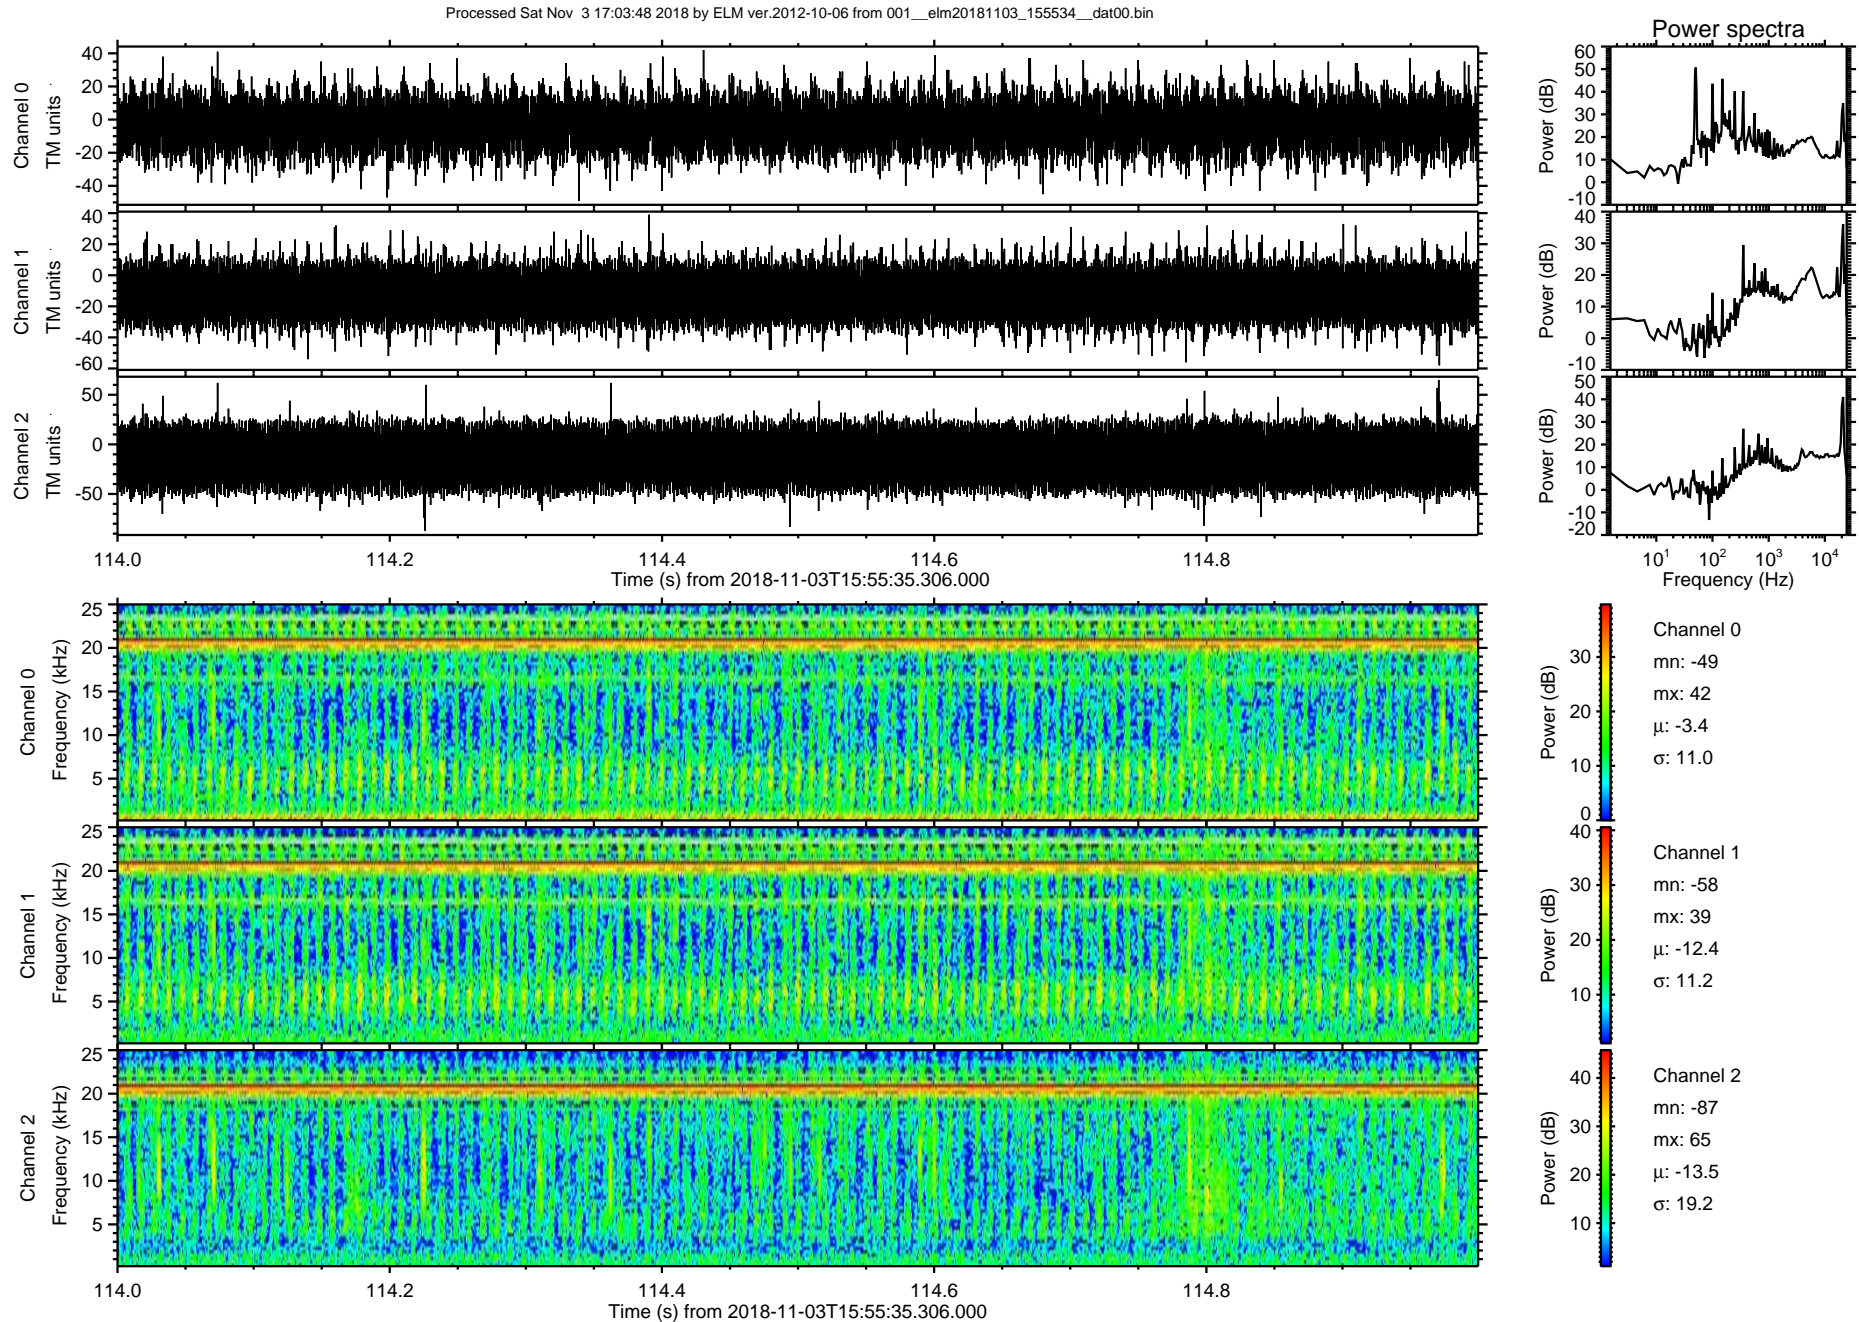 Processed Sat Nov  3 17:03:48 2018 by ELM ver.2012-10-06 from 001__elm20181103_155534__dat00.bin
Power spectra
Channel 0
TM units
40
20
0
-20
-40
Power (dB)
60
50
40
30
20
10
0
-10
Channel 1
TM units
40
20
0
-20
-40
-60
Power (dB)
40
30
20
10
0
-10
Channel 2
TM units
50
0
-50
Power (dB)
50
40
30
20
10
0
-10
-20
114.0 114.2 114.4 114.6 114.8
Time (s) from 2018-11-03T15:55:35.306.000
10^1 10^2 10^3 10^4
Frequency (Hz)
Channel 0
Frequency (kHz)
25
20
15
10
5
Power (dB)
30
20
10
0
Channel 0
mn: -49
mx: 42
μ: -3.4
σ: 11.0
Channel 1
Frequency (kHz)
25
20
15
10
5
Power (dB)
40
30
20
10
Channel 1
mn: -58
mx: 39
μ: -12.4
σ: 11.2
Channel 2
Frequency (kHz)
25
20
15
10
5
Power (dB)
40
30
20
10
Channel 2
mn: -87
mx: 65
μ: -13.5
σ: 19.2
114.0 114.2 114.4 114.6 114.8
Time (s) from 2018-11-03T15:55:35.306.000